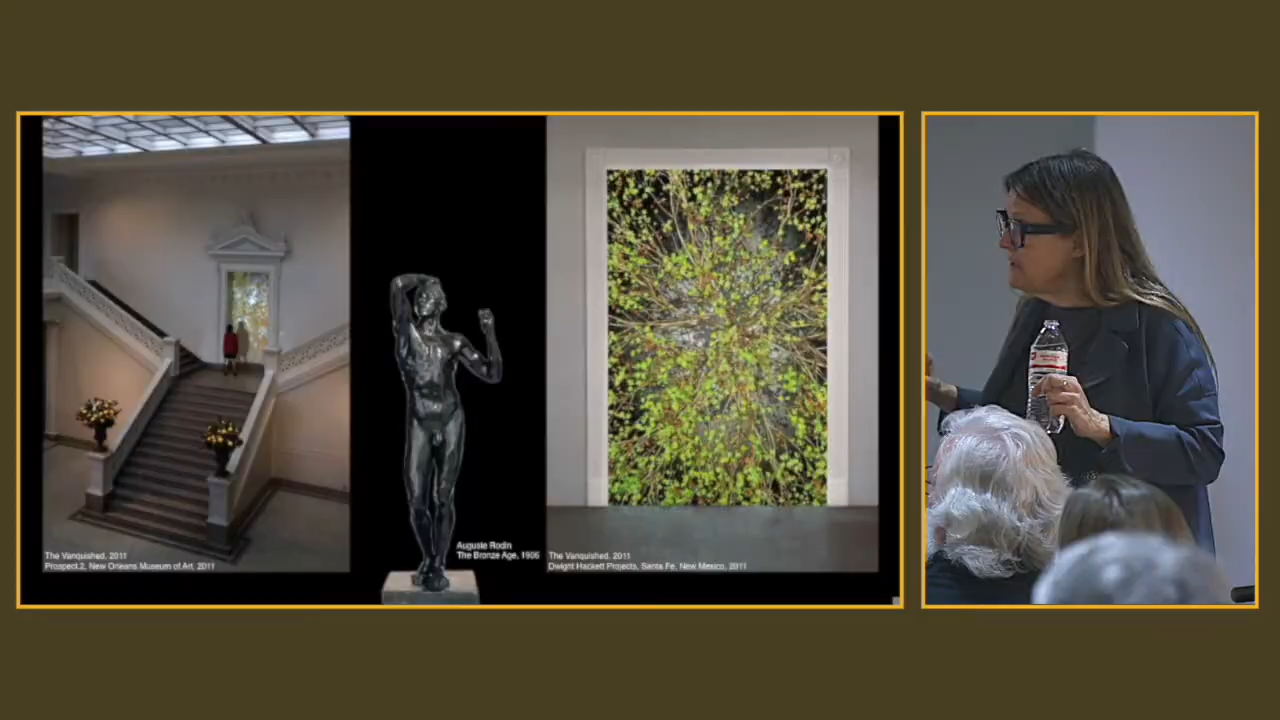 The Vanquished, 2011
Prospect.2, New Orleans Museum of Art, 2011
Auguste Rodin
The Bronze Age, 1906
The Vanquished, 2011
Dwight Hackett Projects, Santa Fe, New Mexico, 2011